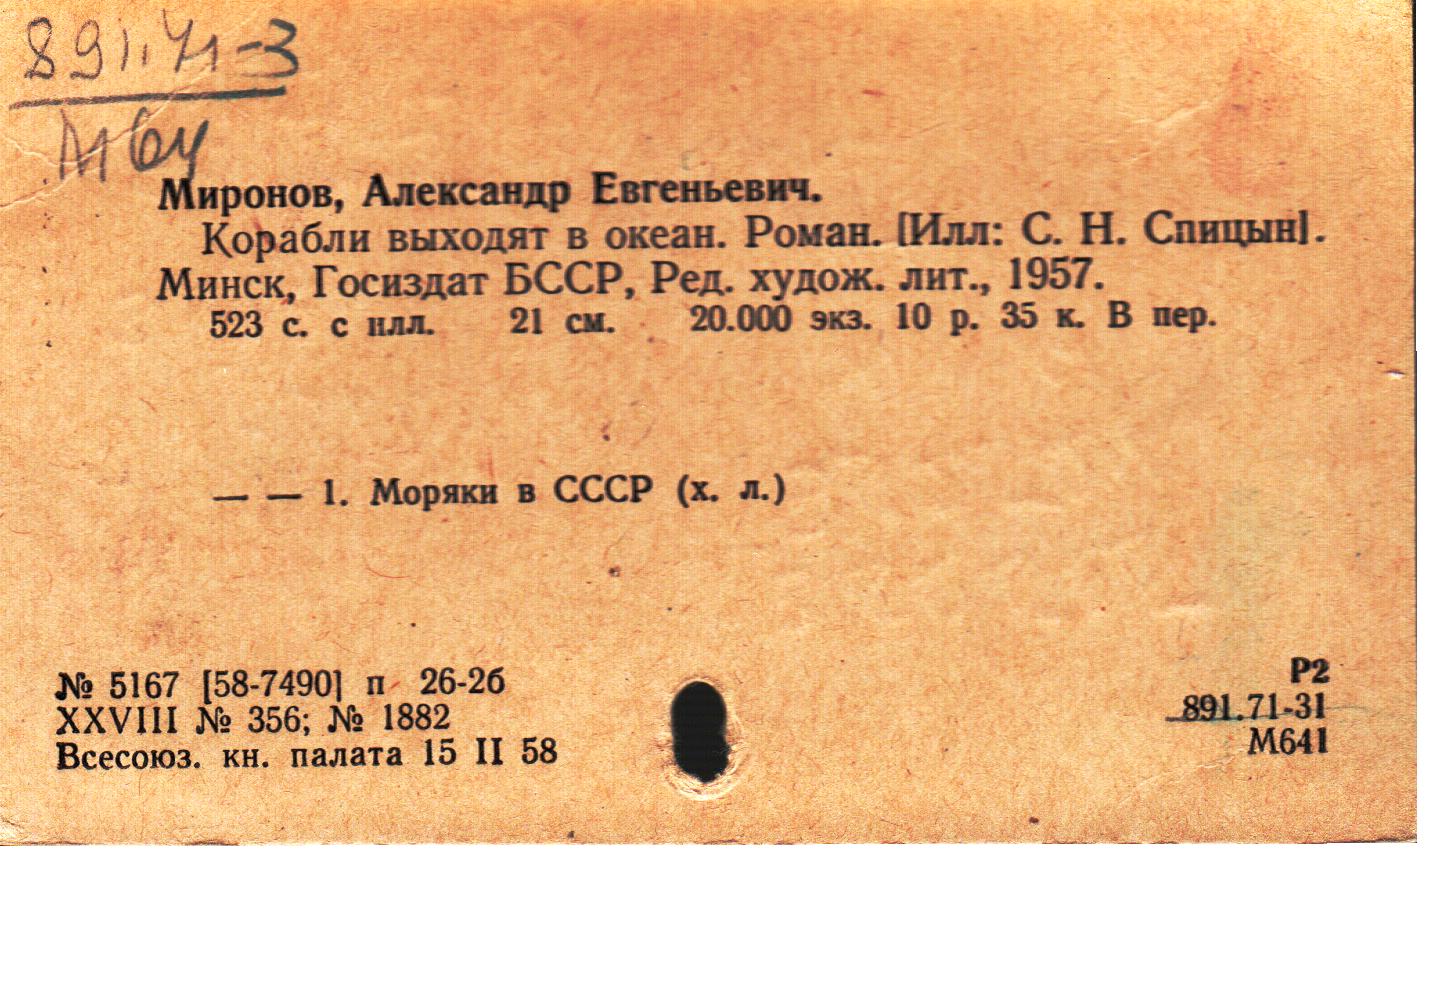 891.71-3
М64
Миронов, Александр Евгеньевич.
Корабли выходят в океан. Роман. [Илл: С. Н. Спицын].
Минск, Госиздат БССР, Ред. худож. лит., 1957.
523 с. с илл. 21 см. 20.000 экз. 10 р. 35 к. В пер.
— — 1. Моряки в СССР (х. л.)
№ 5167 [58-7490] п 26-2б
XXVIII № 356; № 1882
Всесоюз. кн. палата 15 II 58
Р2
891.71-31
М641